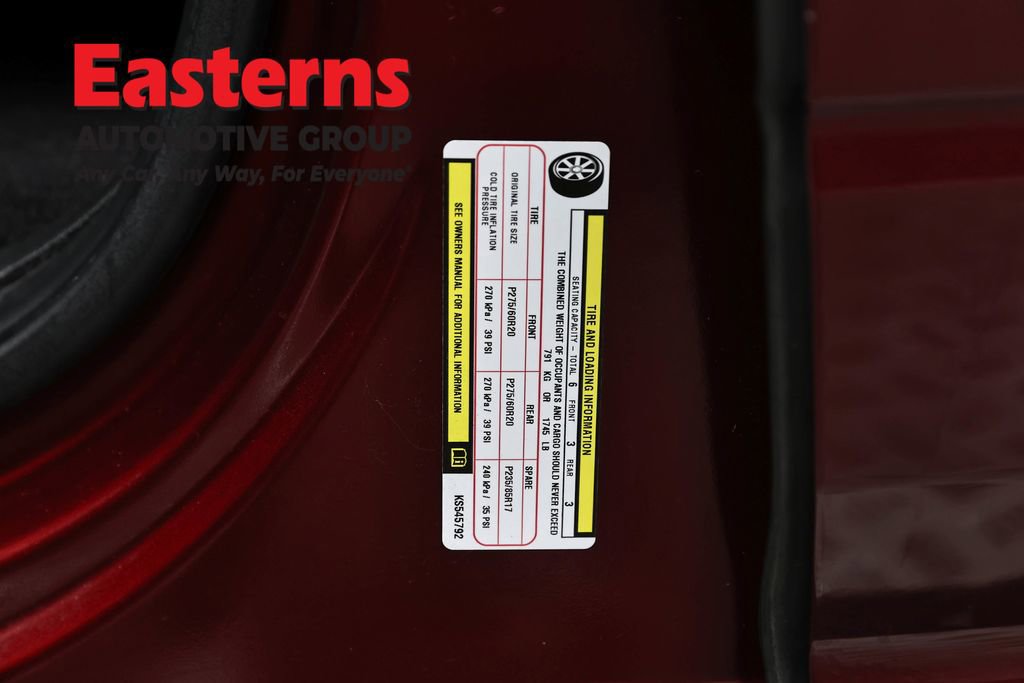 Easterns
AUTOMOTIVE GROUP
Any Car, Any Way, For Everyone®
TIRE AND LOADING INFORMATION
SEATING CAPACITY - TOTAL 6 FRONT 3 REAR 3
THE COMBINED WEIGHT OF OCCUPANTS AND CARGO SHOULD NEVER EXCEED
791 KG OR 1745 LB
TIRE FRONT REAR SPARE
ORIGINAL TIRE SIZE P275/60R20 P275/60R20 P235/85R17
COLD TIRE INFLATION PRESSURE 270 kPa / 39 PSI 270 kPa / 39 PSI 240 kPa / 35 PSI
SEE OWNERS MANUAL FOR ADDITIONAL INFORMATION
KS545792